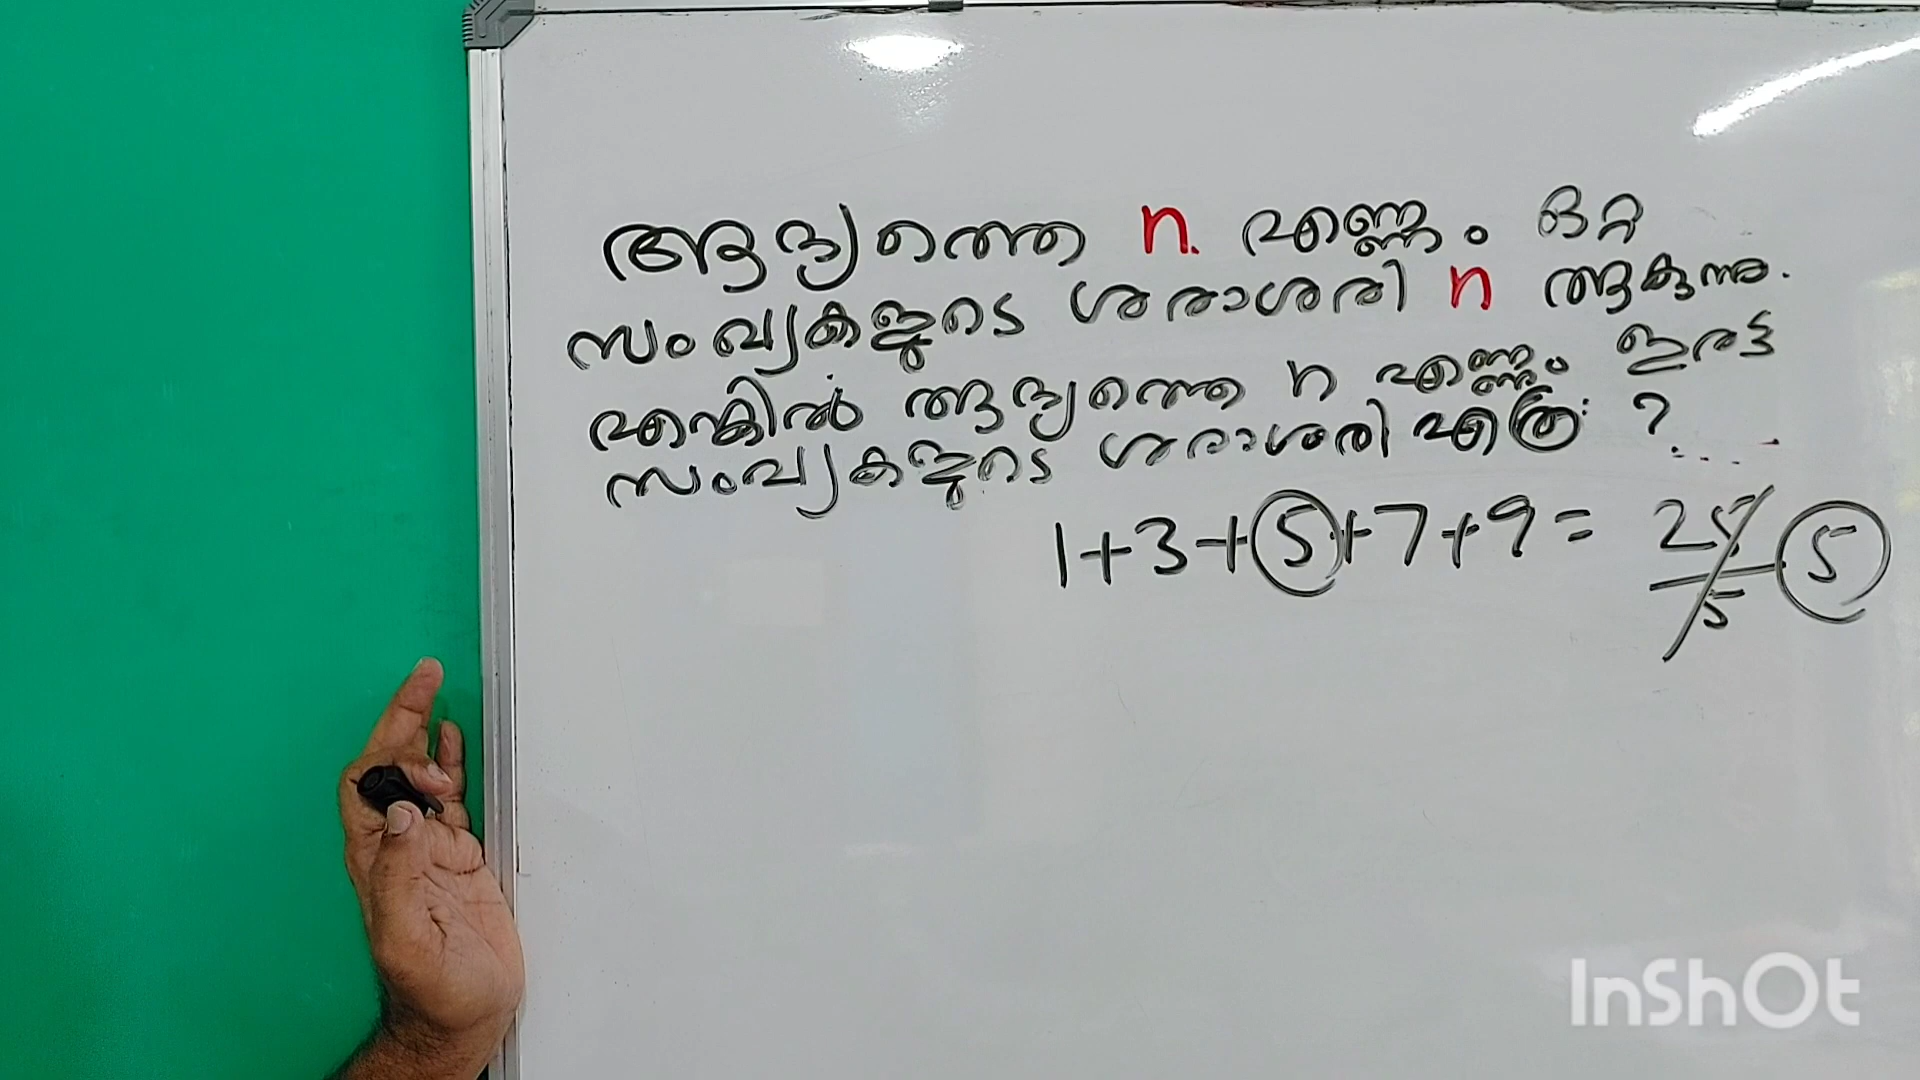 ആദ്യത്തെ n എണ്ണം ഒറ്റ
സംഖ്യകളുടെ ശരാശരി n ആകുന്നു.
എങ്കിൽ ആദ്യത്തെ n എണ്ണം ഇരട്ട
സംഖ്യകളുടെ ശരാശരി എത്ര ?
1+3+5+7+9= 25/5 5
InShOt